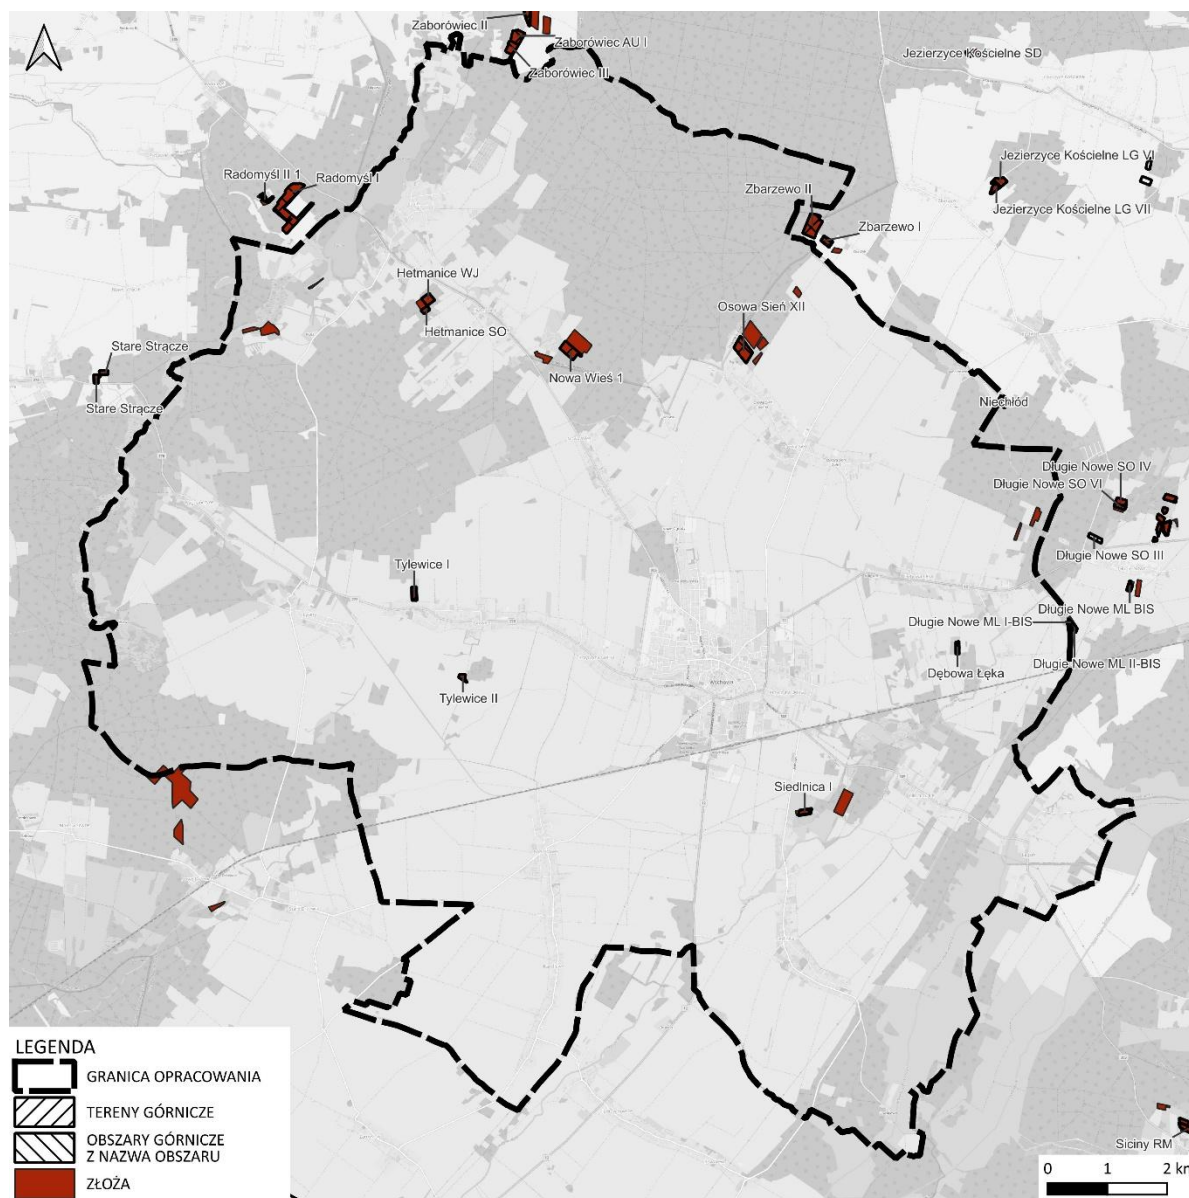 Zaborówiec II
Zaborówiec AU I
Zaborówiec III
Jezierzyce Kościelne SD
Jezierzyce Kościelne LG VI
Jezierzyce Kościelne LG VII
Radomyśl II 1
Radomyśl I
Zbarzewo II
Zbarzewo I
Hetmanice WJ
Hetmanice SO
Osowa Sień XII
Stare Strącze
Stare Strącze
Nowa Wieś 1
Niechłód
Długie Nowe SO IV
Długie Nowe SO VI
Długie Nowe SO III
Tylewice I
Długie Nowe ML BIS
Długie Nowe ML I-BIS
Długie Nowe ML II-BIS
Dębowa Łęka
Tylewice II
Siedlnica I
Siciny RM
LEGENDA
GRANICA OPRACOWANIA
TERENY GÓRNICZE
OBSZARY GÓRNICZE
Z NAZWA OBSZARU
ZŁOŻA
0 1 2 km